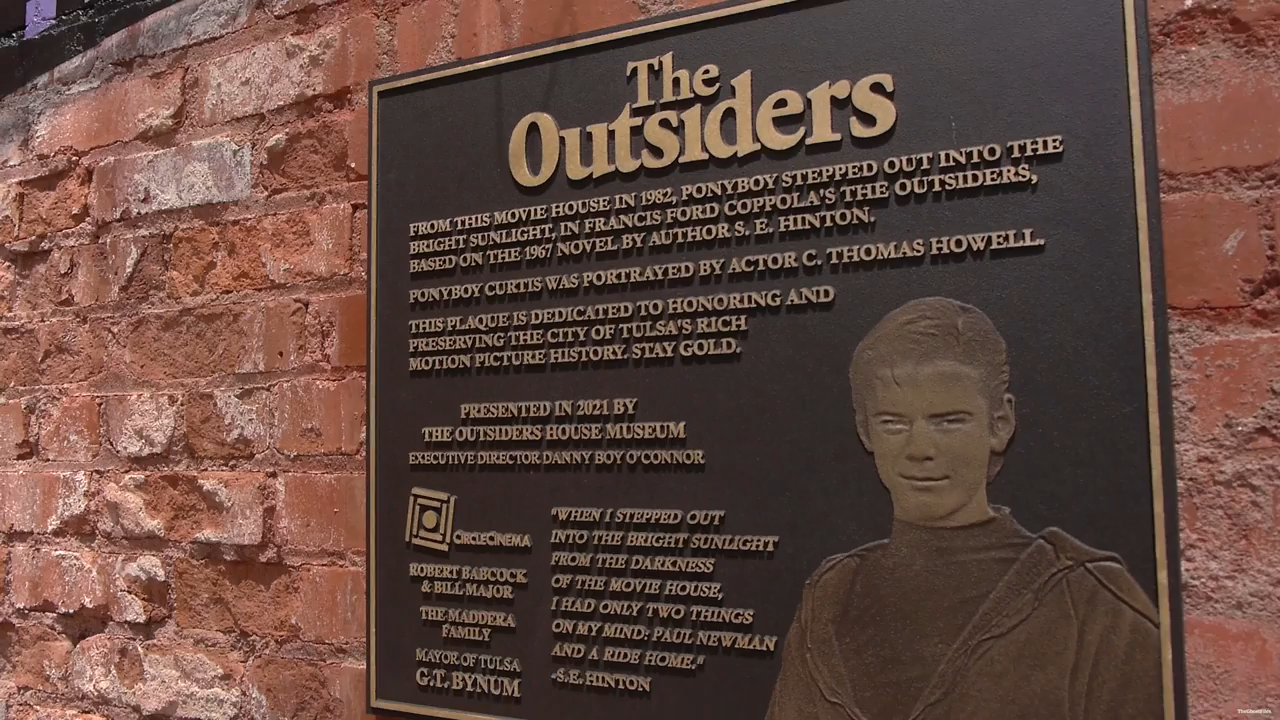 The
Outsiders
FROM THIS MOVIE HOUSE IN 1982, PONYBOY STEPPED OUT INTO THE
BRIGHT SUNLIGHT, IN FRANCIS FORD COPPOLA'S THE OUTSIDERS,
BASED ON THE 1967 NOVEL BY AUTHOR S. E. HINTON.
PONYBOY CURTIS WAS PORTRAYED BY ACTOR C. THOMAS HOWELL.
THIS PLAQUE IS DEDICATED TO HONORING AND
PRESERVING THE CITY OF TULSA'S RICH
MOTION PICTURE HISTORY. STAY GOLD.
PRESENTED IN 2021 BY
THE OUTSIDERS HOUSE MUSEUM
EXECUTIVE DIRECTOR DANNY BOY O'CONNOR
CIRCLECINEMA
ROBERT BABCOCK
& BILL MAJOR
THE MADDERA
FAMILY
MAYOR OF TULSA
G.T. BYNUM
"WHEN I STEPPED OUT
INTO THE BRIGHT SUNLIGHT
FROM THE DARKNESS
OF THE MOVIE HOUSE,
I HAD ONLY TWO THINGS
ON MY MIND: PAUL NEWMAN
AND A RIDE HOME."
-S. E. HINTON